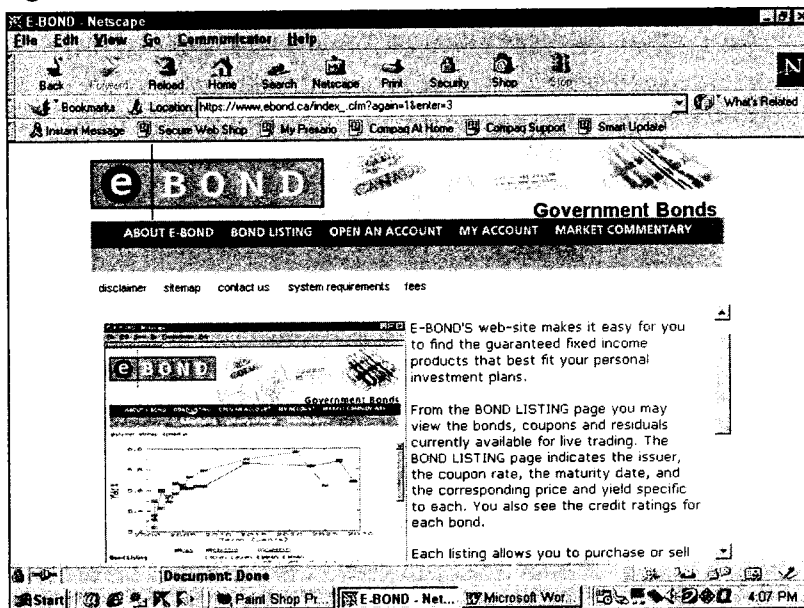 E-BOND - Netscape
File Edit View Go Communicator Help
Back Forward Reload Home Search Netscape Print Security Shop Stop
N
Bookmarks Location: https://www.ebond.ca/index_.cfm?again=1&enter=3 What's Related
Instant Message Secure Web Shop My Presario Compaq At Home Compaq Support Smart Update
e BOND
CANADA
Government Bonds
ABOUT E-BOND BOND LISTING OPEN AN ACCOUNT MY ACCOUNT MARKET COMMENTARY
disclaimer sitemap contact us system requirements fees
e BOND
Government Bonds
Bond Listing
E-BOND'S web-site makes it easy for you
to find the guaranteed fixed income
products that best fit your personal
investment plans.
From the BOND LISTING page you may
view the bonds, coupons and residuals
currently available for live trading. The
BOND LISTING page indicates the issuer,
the coupon rate, the maturity date, and
the corresponding price and yield specific
to each. You also see the credit ratings for
each bond.
Each listing allows you to purchase or sell
Document: Done
Start Paint Shop Pr... E-BOND - Net... Microsoft Wor... 4:07 PM